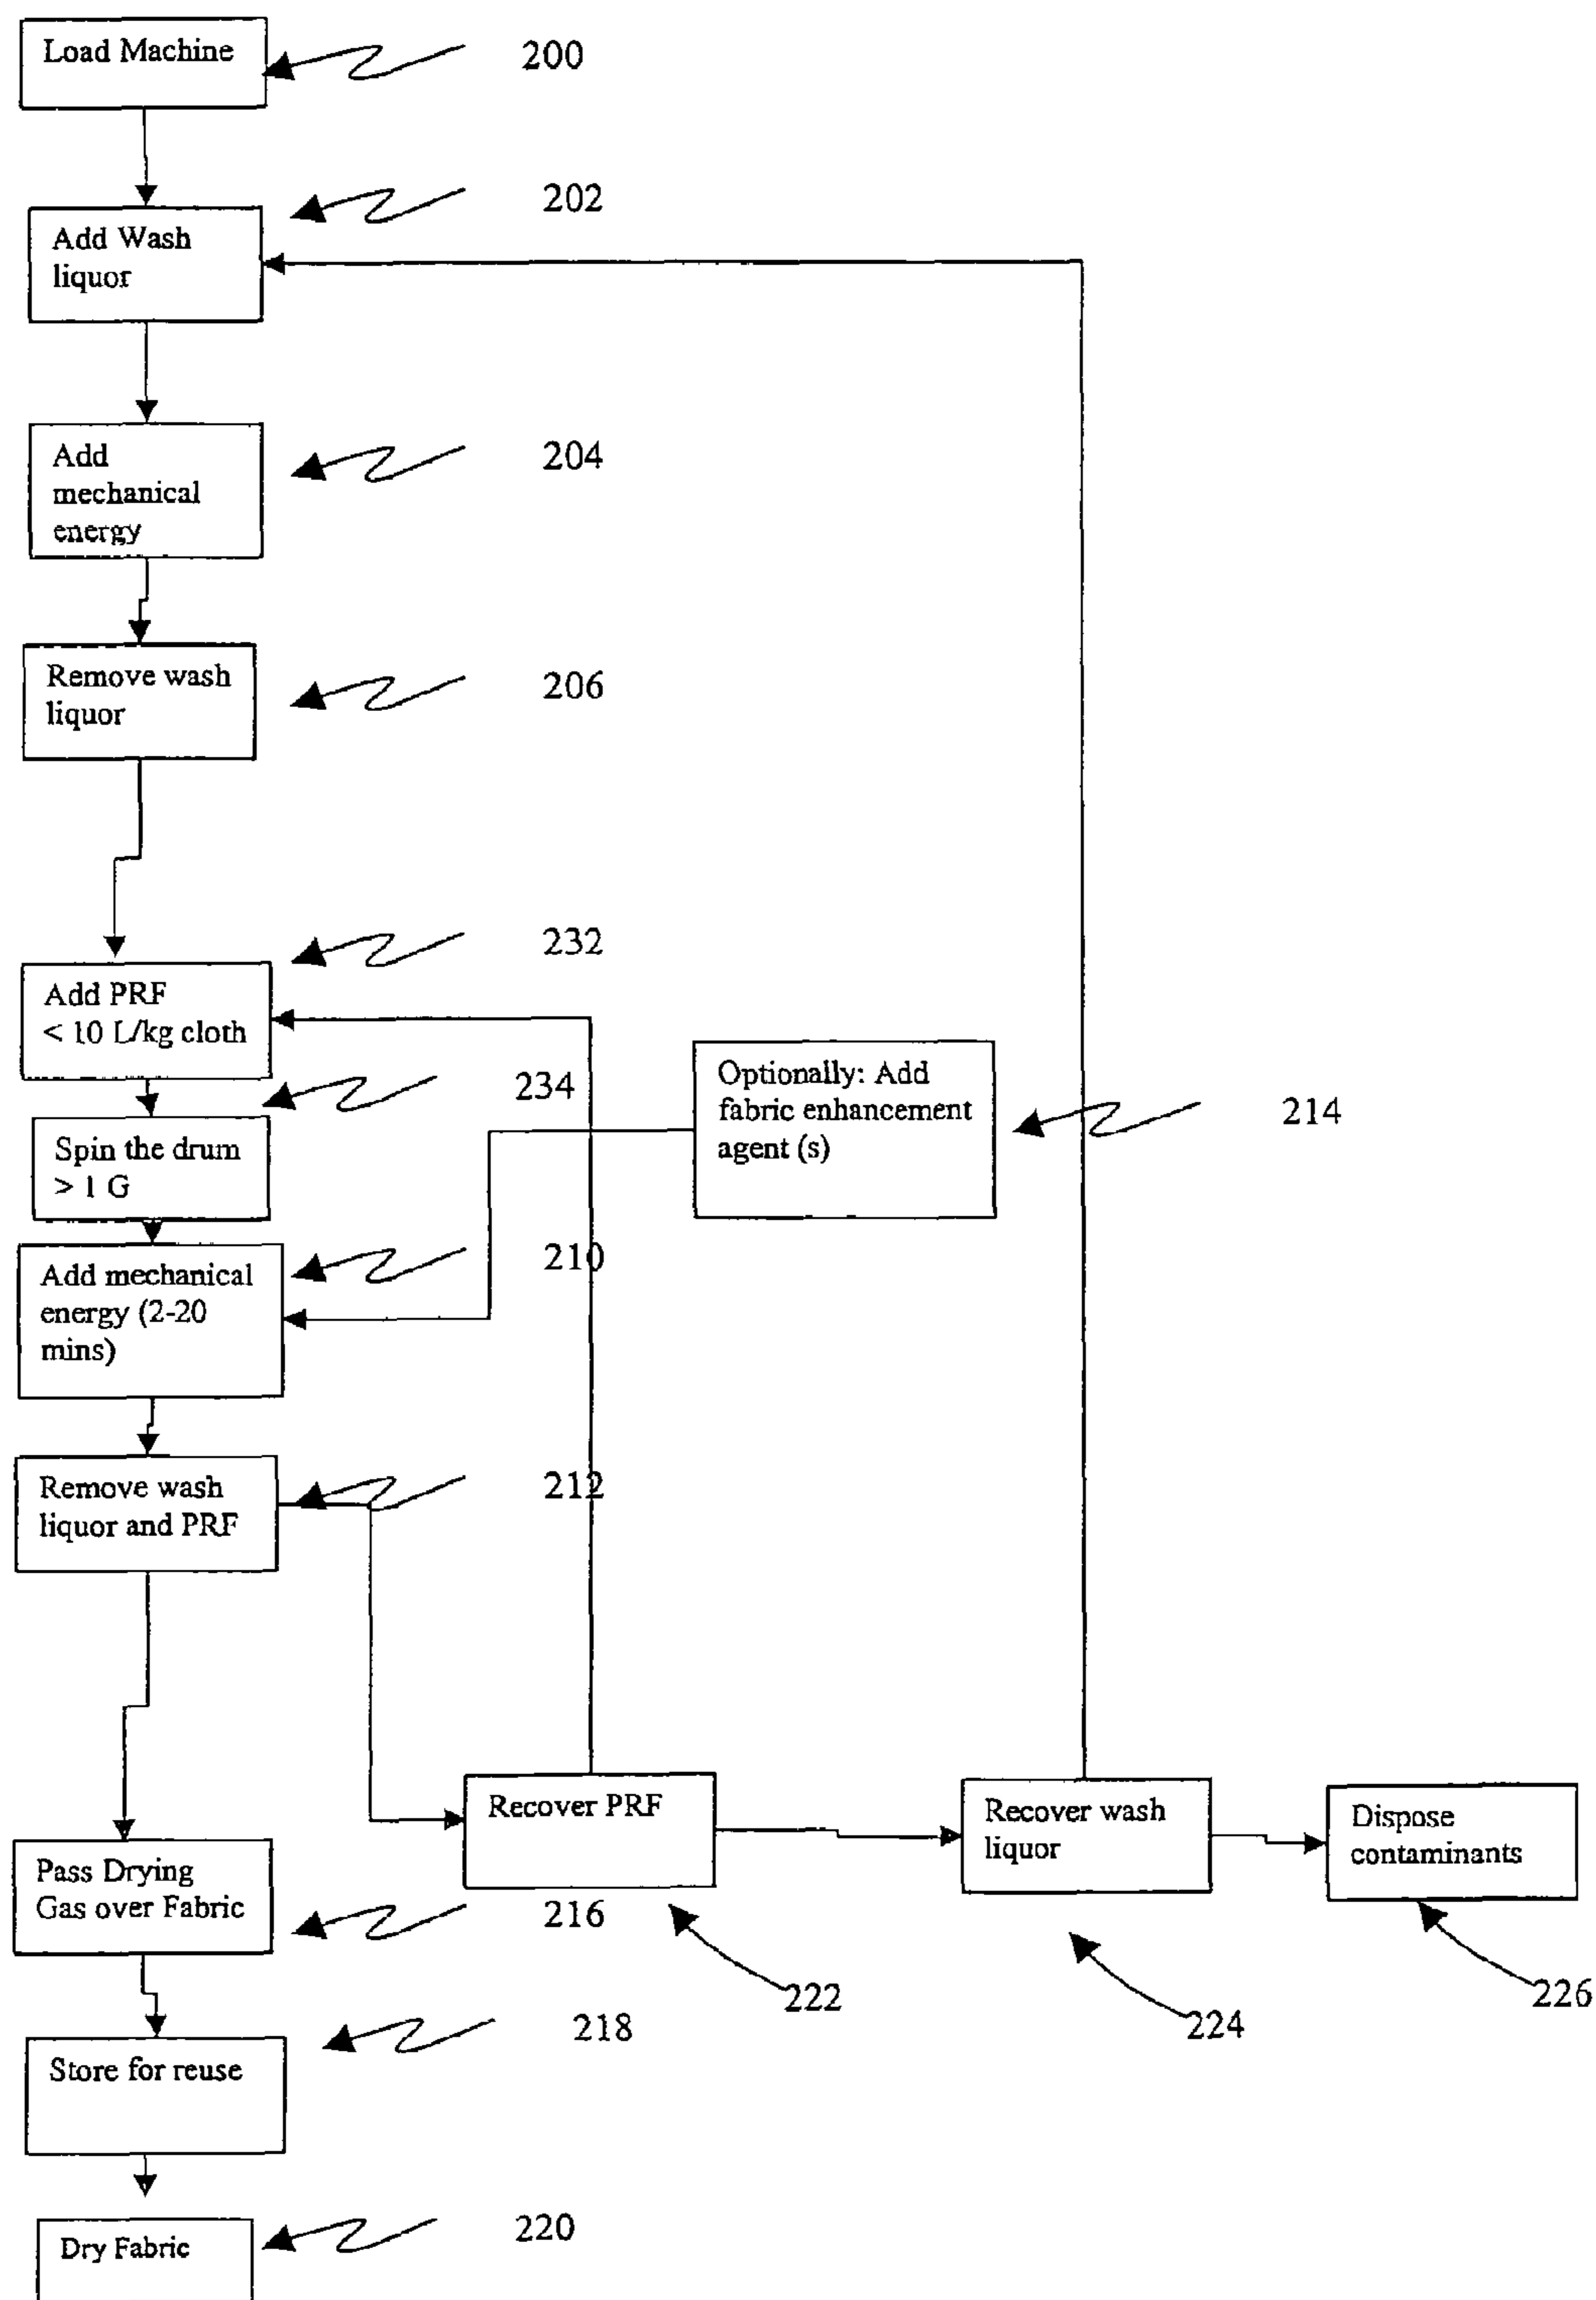 Load Machine
200
202
Add Wash
liquor
204
Add
mechanical
energy
206
Remove wash
liquor
232
Add PRF
< 10 L/kg cloth
234
Spin the drum
> 1 G
Optionally: Add
fabric enhancement
agent (s)
214
210
Add mechanical
energy (2-20
mins)
212
Remove wash
liquor and PRF
Recover PRF
Recover wash
liquor
Dispose
contaminants
Pass Drying
Gas over Fabric
216
222
224
226
218
Store for reuse
220
Dry Fabric